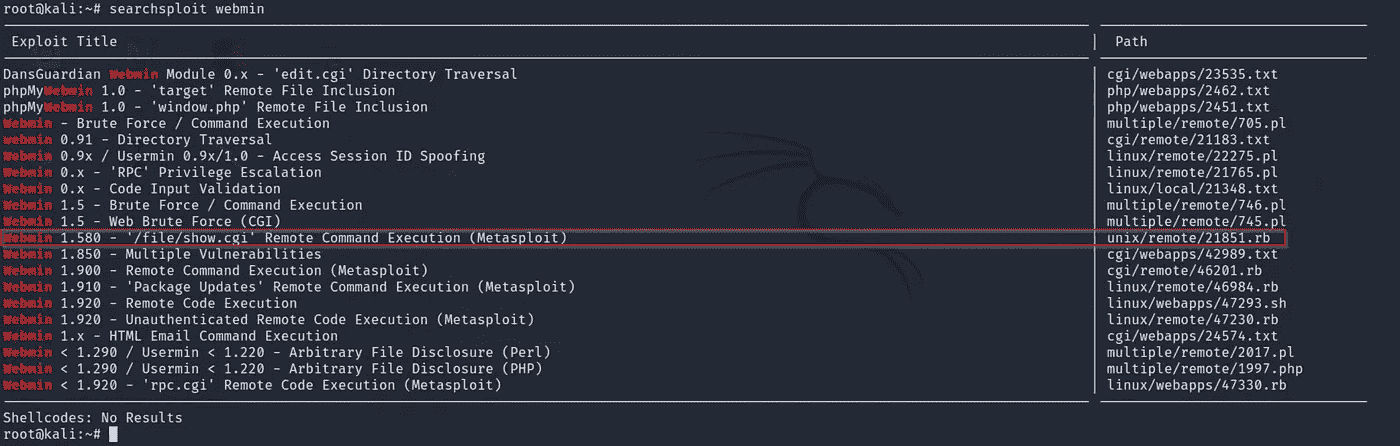 root@kali:~# searchsploit webmin
Exploit Title | Path
DansGuardian Webmin Module 0.x - 'edit.cgi' Directory Traversal | cgi/webapps/23535.txt
phpMyWebmin 1.0 - 'target' Remote File Inclusion | php/webapps/2462.txt
phpMyWebmin 1.0 - 'window.php' Remote File Inclusion | php/webapps/2451.txt
Webmin - Brute Force / Command Execution | multiple/remote/705.pl
webmin 0.91 - Directory Traversal | cgi/remote/21183.txt
Webmin 0.9x / Usermin 0.9x/1.0 - Access Session ID Spoofing | linux/remote/22275.pl
Webmin 0.x - 'RPC' Privilege Escalation | linux/remote/21765.pl
Webmin 0.x - Code Input Validation | linux/local/21348.txt
Webmin 1.5 - Brute Force / Command Execution | multiple/remote/746.pl
Webmin 1.5 - Web Brute Force (CGI) | multiple/remote/745.pl
Webmin 1.580 - '/file/show.cgi' Remote Command Execution (Metasploit) | unix/remote/21851.rb
Webmin 1.850 - Multiple Vulnerabilities | cgi/webapps/42989.txt
Webmin 1.900 - Remote Command Execution (Metasploit) | cgi/remote/46201.rb
Webmin 1.910 - 'Package Updates' Remote Command Execution (Metasploit) | linux/remote/46984.rb
Webmin 1.920 - Remote Code Execution | linux/webapps/47293.sh
Webmin 1.920 - Unauthenticated Remote Code Execution (Metasploit) | linux/remote/47230.rb
Webmin 1.x - HTML Email Command Execution | cgi/webapps/24574.txt
Webmin < 1.290 / Usermin < 1.220 - Arbitrary File Disclosure (Perl) | multiple/remote/2017.pl
Webmin < 1.290 / Usermin < 1.220 - Arbitrary File Disclosure (PHP) | multiple/remote/1997.php
Webmin < 1.920 - 'rpc.cgi' Remote Code Execution (Metasploit) | linux/webapps/47330.rb
Shellcodes: No Results
root@kali:~#